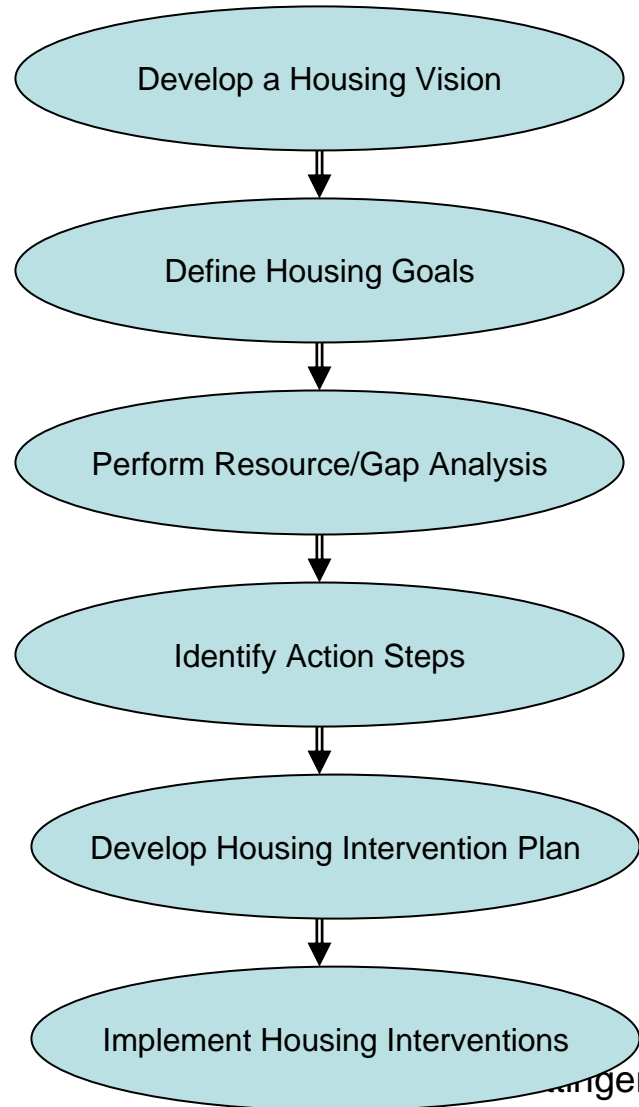 Develop a Housing Vision
Define Housing Goals
Perform Resource/Gap Analysis
Identify Action Steps
Develop Housing Intervention Plan
Implement Housing Interventions